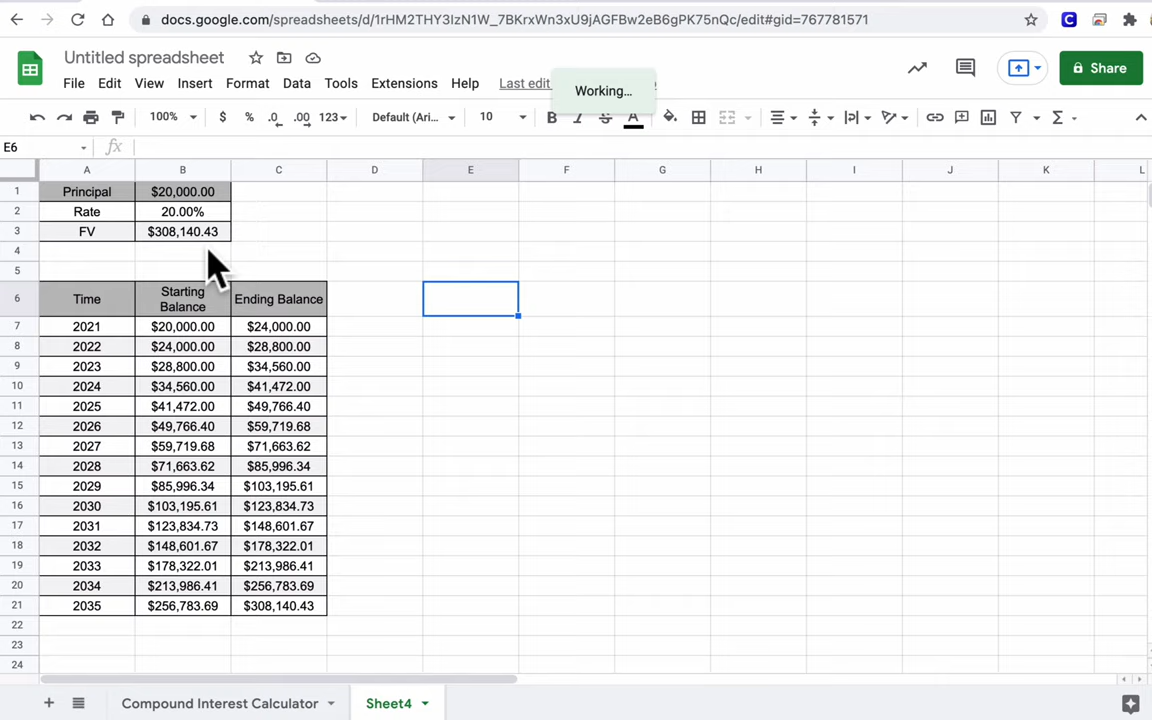 docs.google.com/spreadsheets/d/1rHM2THY3IzN1W_7BKrxWn3xU9jAGFBw2eB6gPK75nQc/edit#gid=767781571
Untitled spreadsheet
File Edit View Insert Format Data Tools Extensions Help Last edit
Working...
Share
100% $ % .0 .00 123 Default (Ari... 10 B I S A
E6 fx
A B C D E F G H I J K L
1 Principal $20,000.00
2 Rate 20.00%
3 FV $308,140.43
4
5
6 Time Starting Balance Ending Balance
7 2021 $20,000.00 $24,000.00
8 2022 $24,000.00 $28,800.00
9 2023 $28,800.00 $34,560.00
10 2024 $34,560.00 $41,472.00
11 2025 $41,472.00 $49,766.40
12 2026 $49,766.40 $59,719.68
13 2027 $59,719.68 $71,663.62
14 2028 $71,663.62 $85,996.34
15 2029 $85,996.34 $103,195.61
16 2030 $103,195.61 $123,834.73
17 2031 $123,834.73 $148,601.67
18 2032 $148,601.67 $178,322.01
19 2033 $178,322.01 $213,986.41
20 2034 $213,986.41 $256,783.69
21 2035 $256,783.69 $308,140.43
22
23
24
Compound Interest Calculator Sheet4